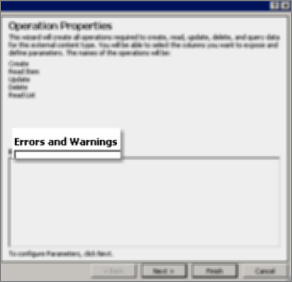 Operation Properties
The wizard will create all operations required to create, read, update, delete, and query data
for the external content type. You will be able to select the columns you want to expose and
define parameters. The names of the operations will be:
Create
Read Item
Update
Delete
Read List
Errors and Warnings
To configure Parameters, click Next.
< Back Next > Finish Cancel